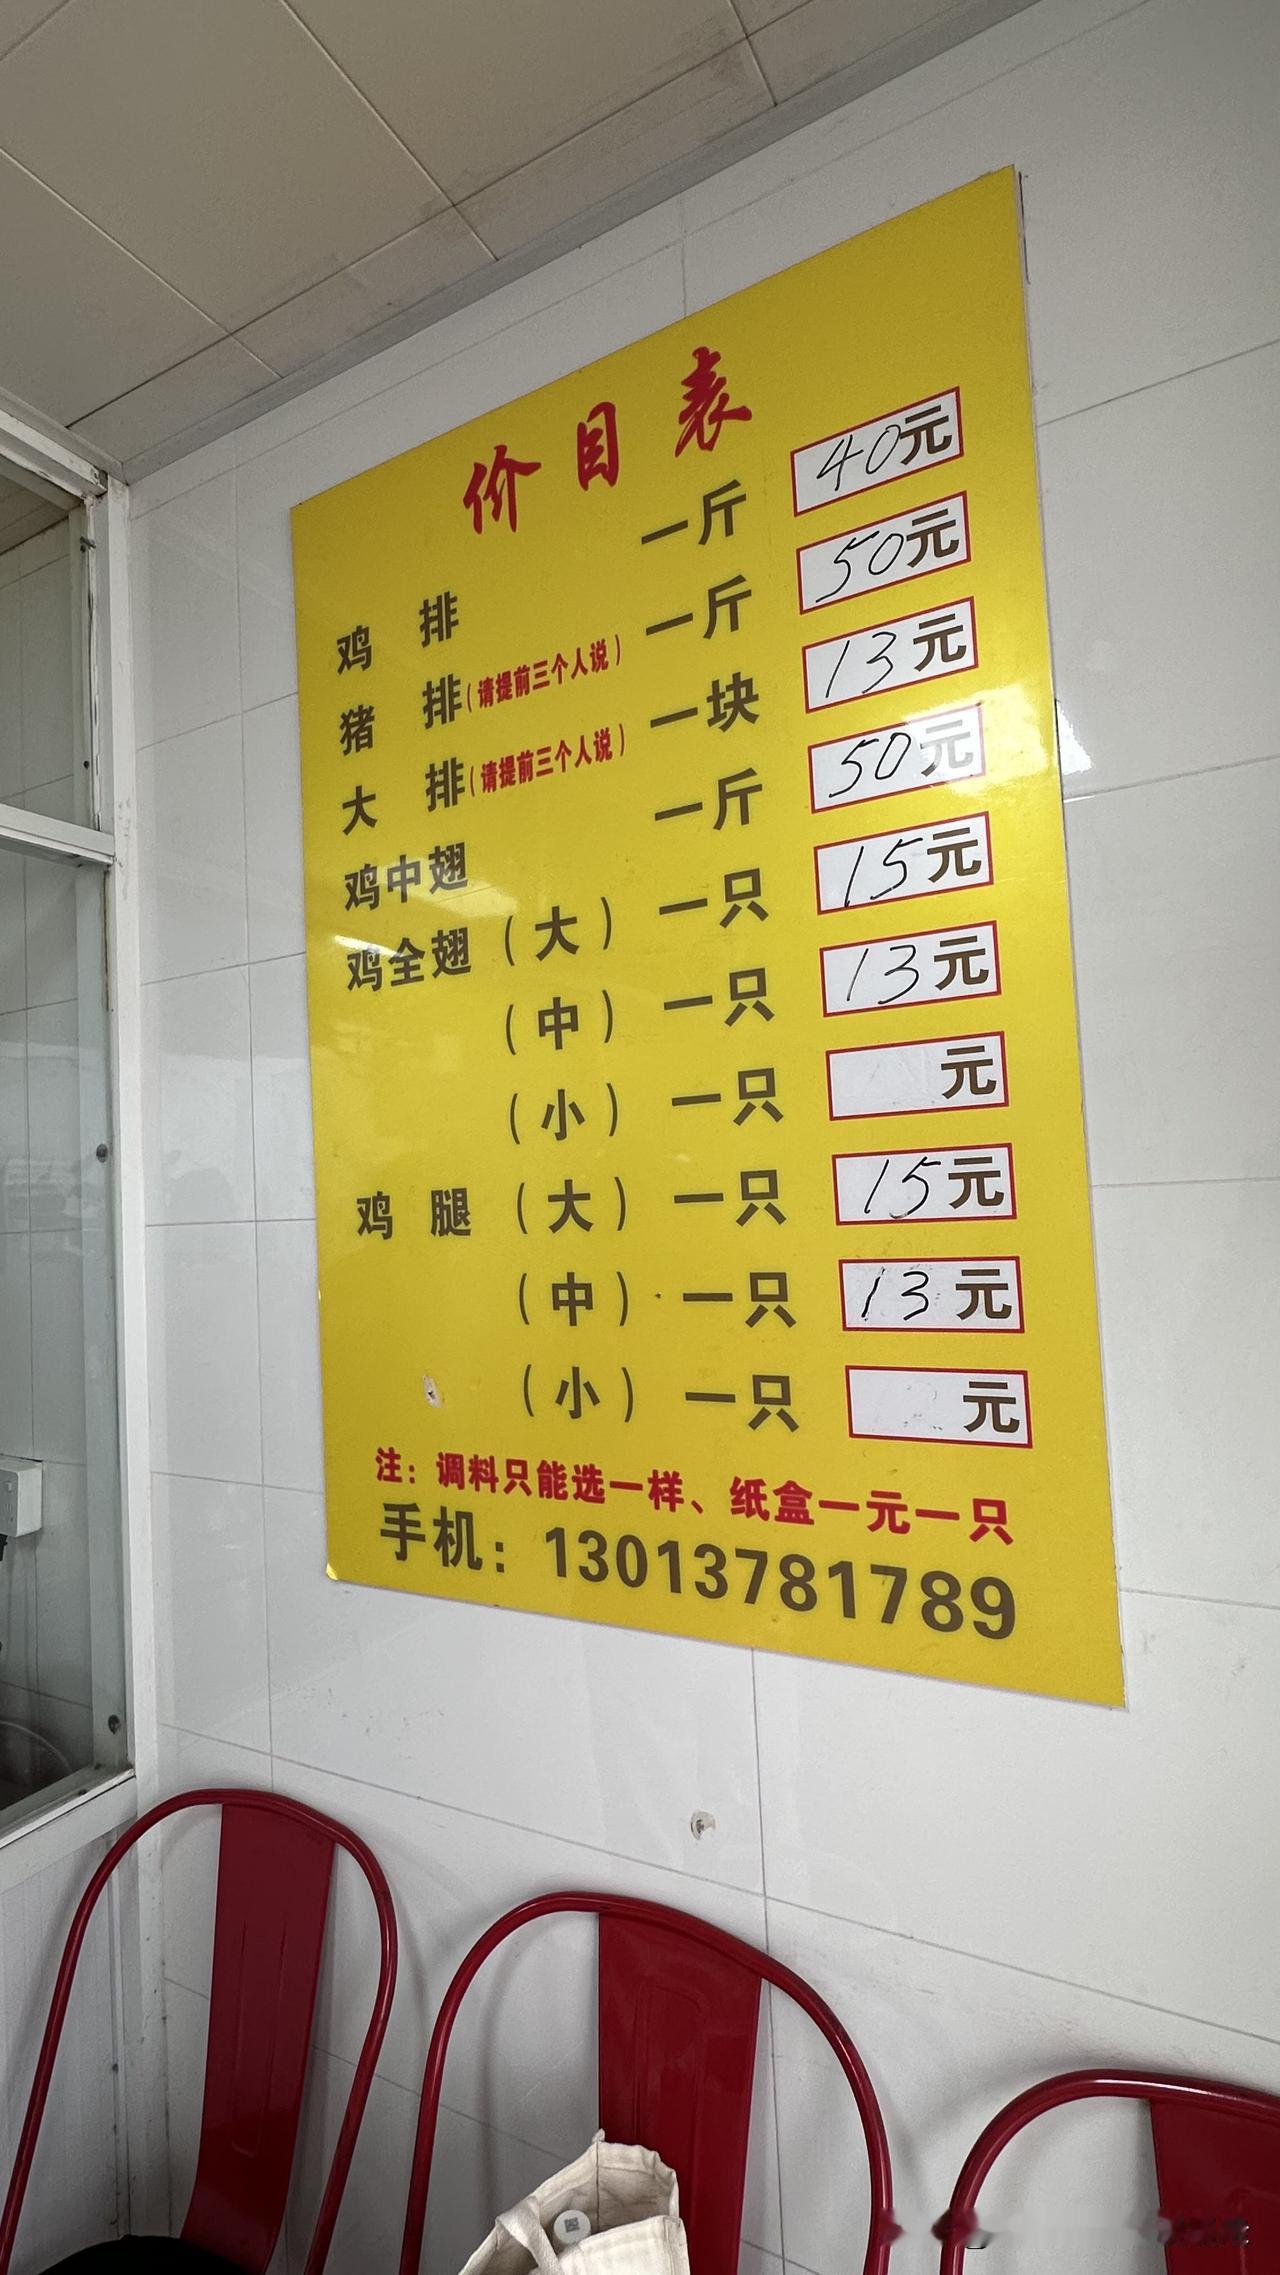 价目表
鸡排 一斤 40元
猪排(请提前三个人说) 一斤 50元
大排(请提前三个人说) 一块 13元
鸡中翅 一斤 50元
鸡全翅(大) 一只 15元
(中) 一只 13元
(小) 一只 元
鸡腿(大) 一只 15元
(中) 一只 13元
(小) 一只 元
注：调料只能选一样、纸盒一元一只
手机：13013781789